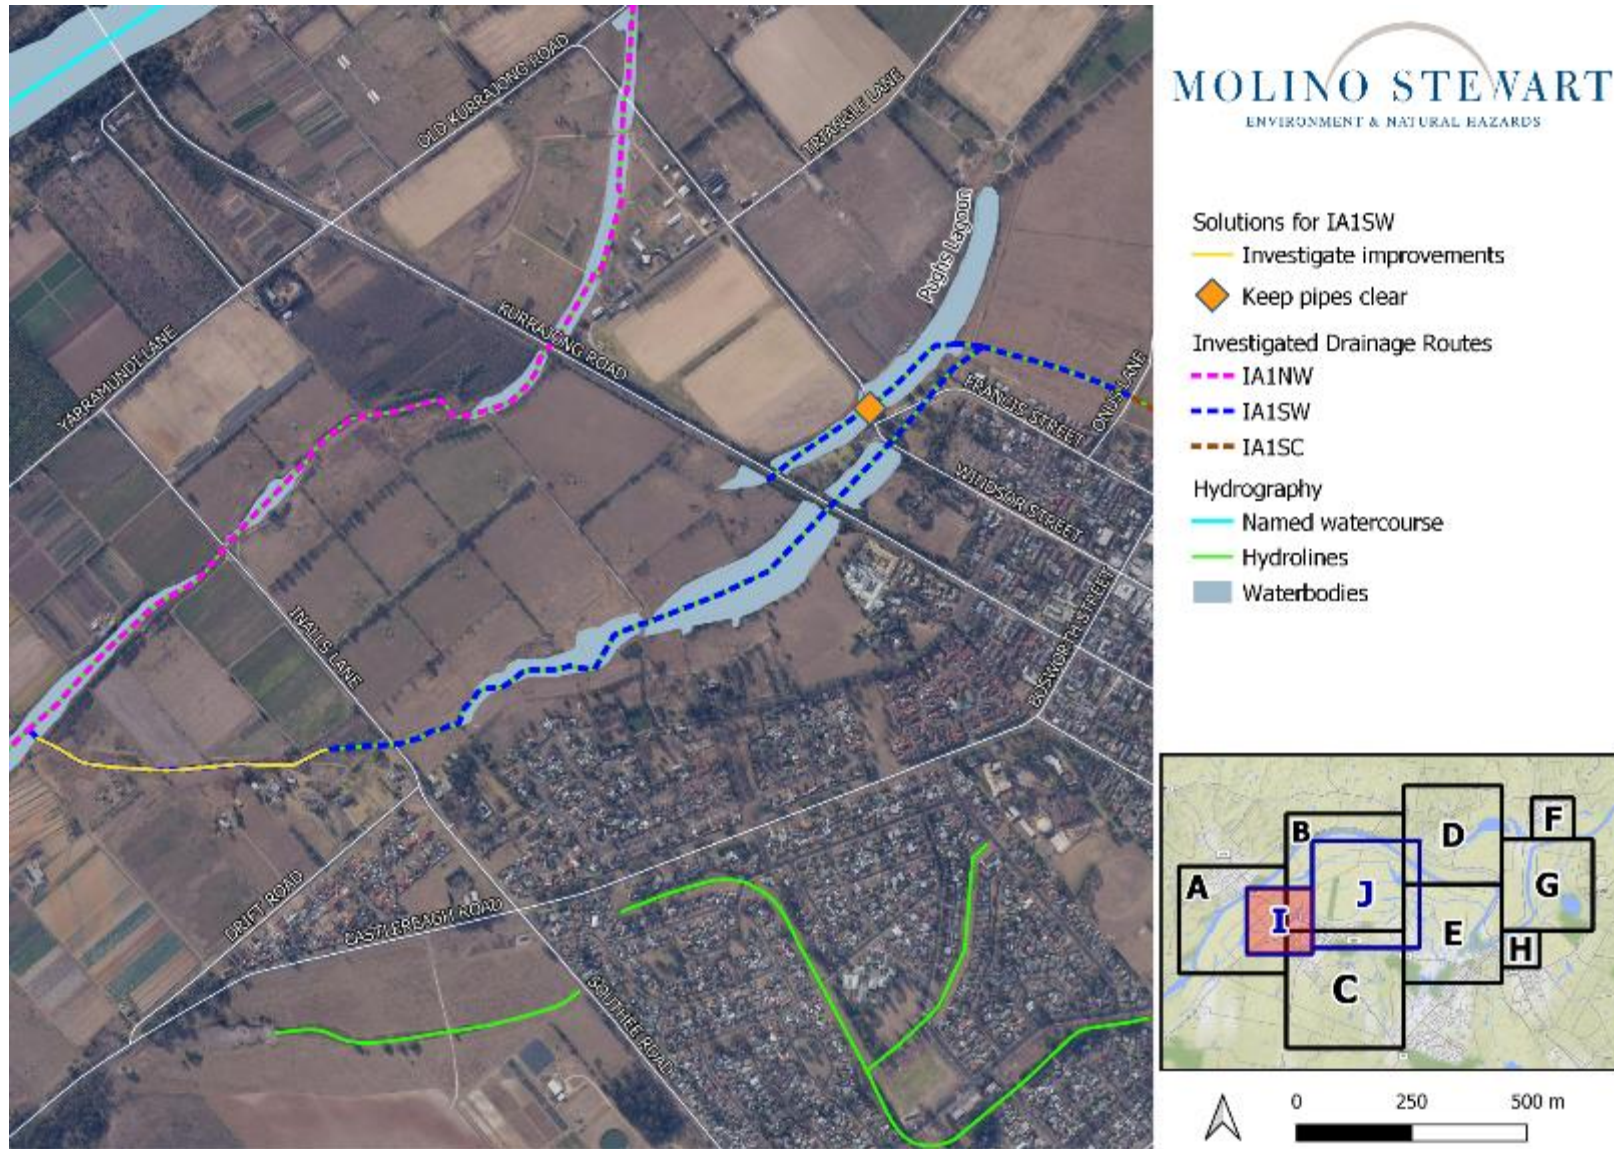 OLD KURRAJONG ROAD
TRIANGLE LANE
Pughs Lagoon
KURRAJONG ROAD
YARRAMUNDI LANE
FRANCIS STREET
ONUS LANE
WINDSOR STREET
INALLS LANE
BOSWORTH STREET
DRIFT ROAD
CASTLEREAGH ROAD
SOUTHEE ROAD
MOLINO STEWART
ENVIRONMENT & NATURAL HAZARDS
Solutions for IA1SW
Investigate improvements
Keep pipes clear
Investigated Drainage Routes
IA1NW
IA1SW
IA1SC
Hydrography
Named watercourse
Hydrolines
Waterbodies
A
B
C
D
E
F
G
H
I
J
0 250 500 m